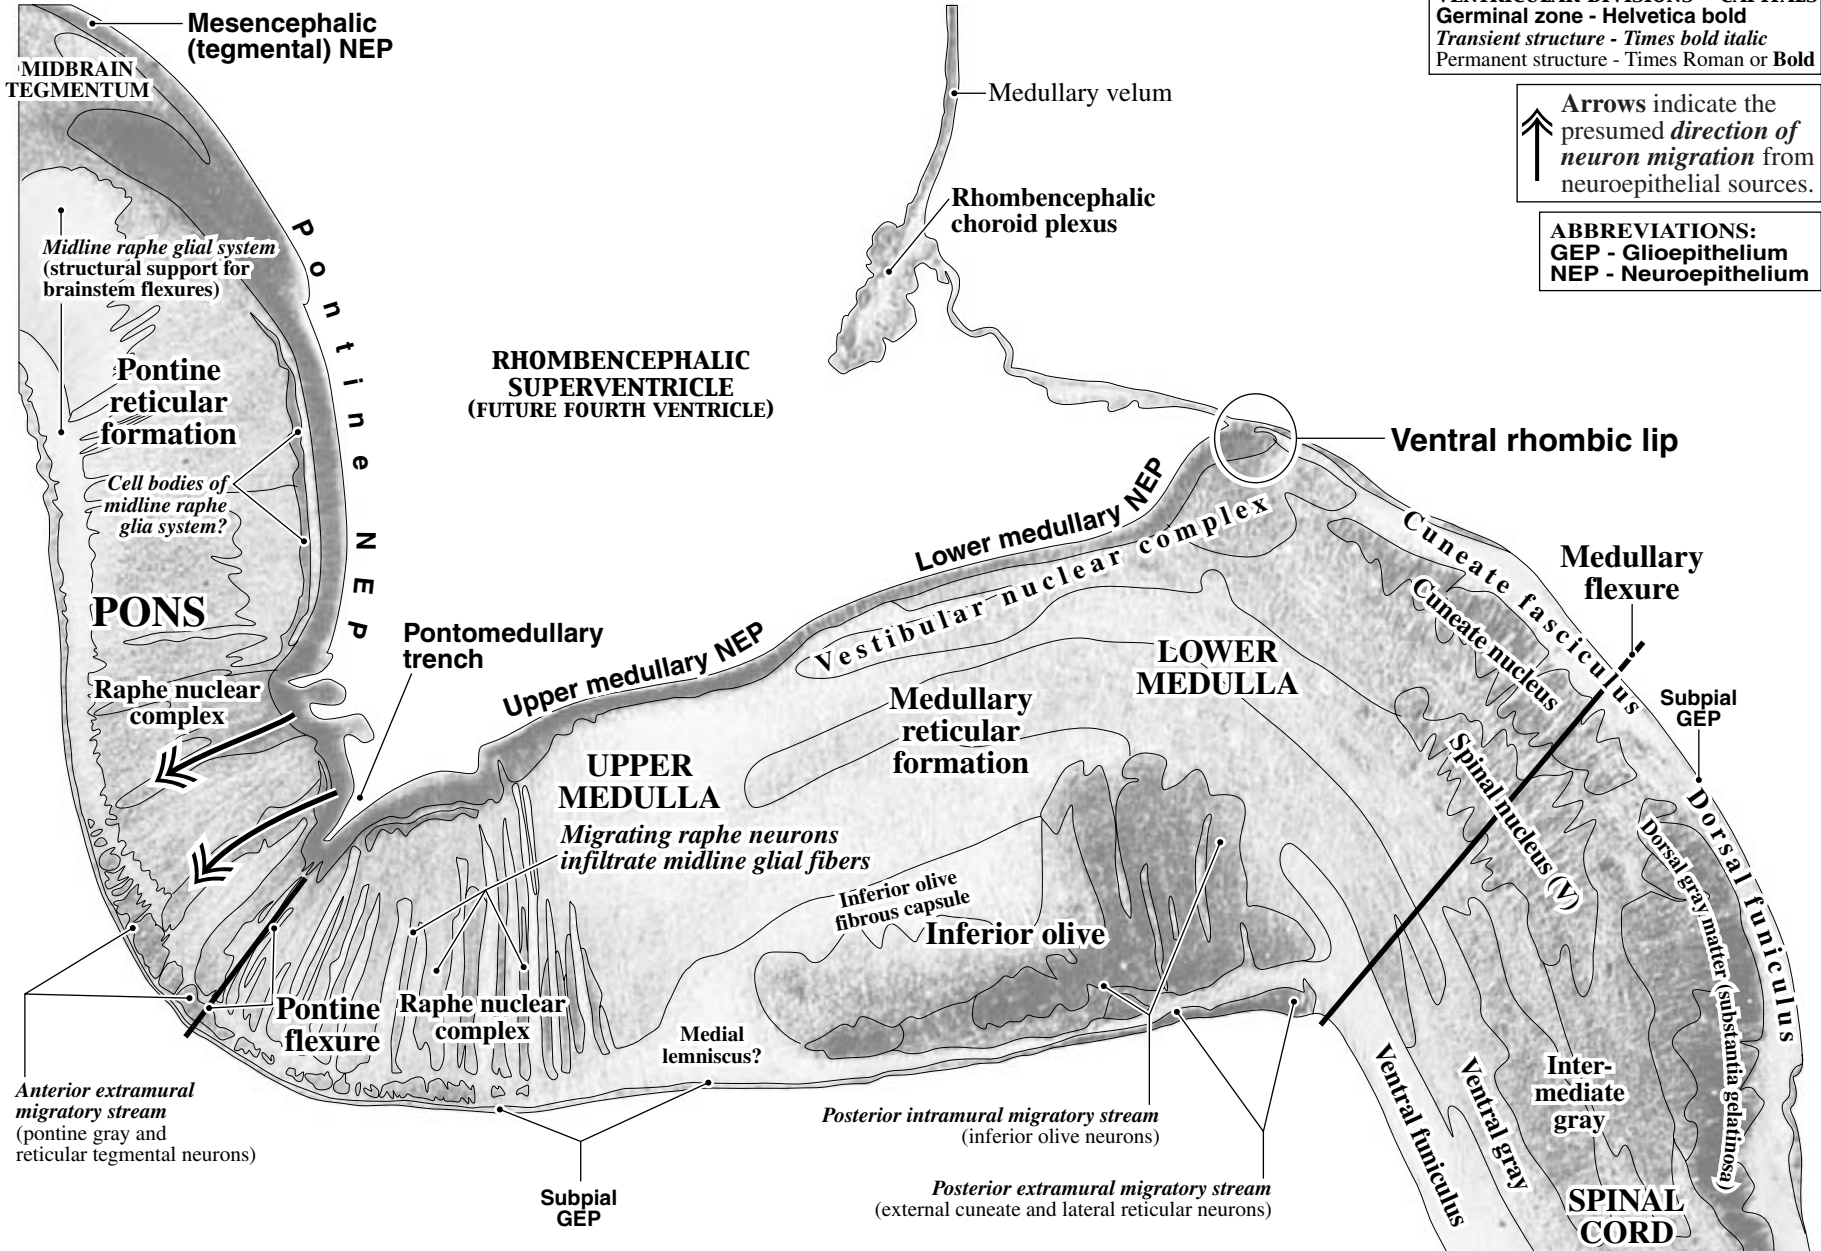 VENTRICULAR DIVISIONS - CAPITALS
Germinal zone - Helvetica bold
Transient structure - Times bold italic
Permanent structure - Times Roman or Bold
Arrows indicate the
presumed direction of
neuron migration from
neuroepithelial sources.
ABBREVIATIONS:
GEP - Glioepithelium
NEP - Neuroepithelium
Mesencephalic
(tegmental) NEP
MIDBRAIN
TEGMENTUM
Medullary velum
Rhombencephalic
choroid plexus
Pontine NEP
Midline raphe glial system
(structural support for
brainstem flexures)
Pontine
reticular
formation
RHOMBENCEPHALIC
SUPERVENTRICLE
(FUTURE FOURTH VENTRICLE)
Ventral rhombic lip
Cell bodies of
midline raphe
glia system?
Lower medullary NEP
Vestibular nuclear complex
Cuneate fasciculus
Cuneate nucleus
Medullary
flexure
PONS
Pontomedullary
trench
Upper medullary NEP
LOWER
MEDULLA
Raphe nuclear
complex
Medullary
reticular
formation
Subpial
GEP
Spinal nucleus (V)
UPPER
MEDULLA
Dorsal funiculus
Dorsal gray matter (substantia gelatinosa)
Migrating raphe neurons
infiltrate midline glial fibers
Inferior olive
fibrous capsule
Inferior olive
Pontine
flexure
Raphe nuclear
complex
Medial
lemniscus?
Ventral funiculus
Ventral gray
Inter-
mediate
gray
Anterior extramural
migratory stream
(pontine gray and
reticular tegmental neurons)
Posterior intramural migratory stream
(inferior olive neurons)
Posterior extramural migratory stream
(external cuneate and lateral reticular neurons)
Subpial
GEP
SPINAL
CORD